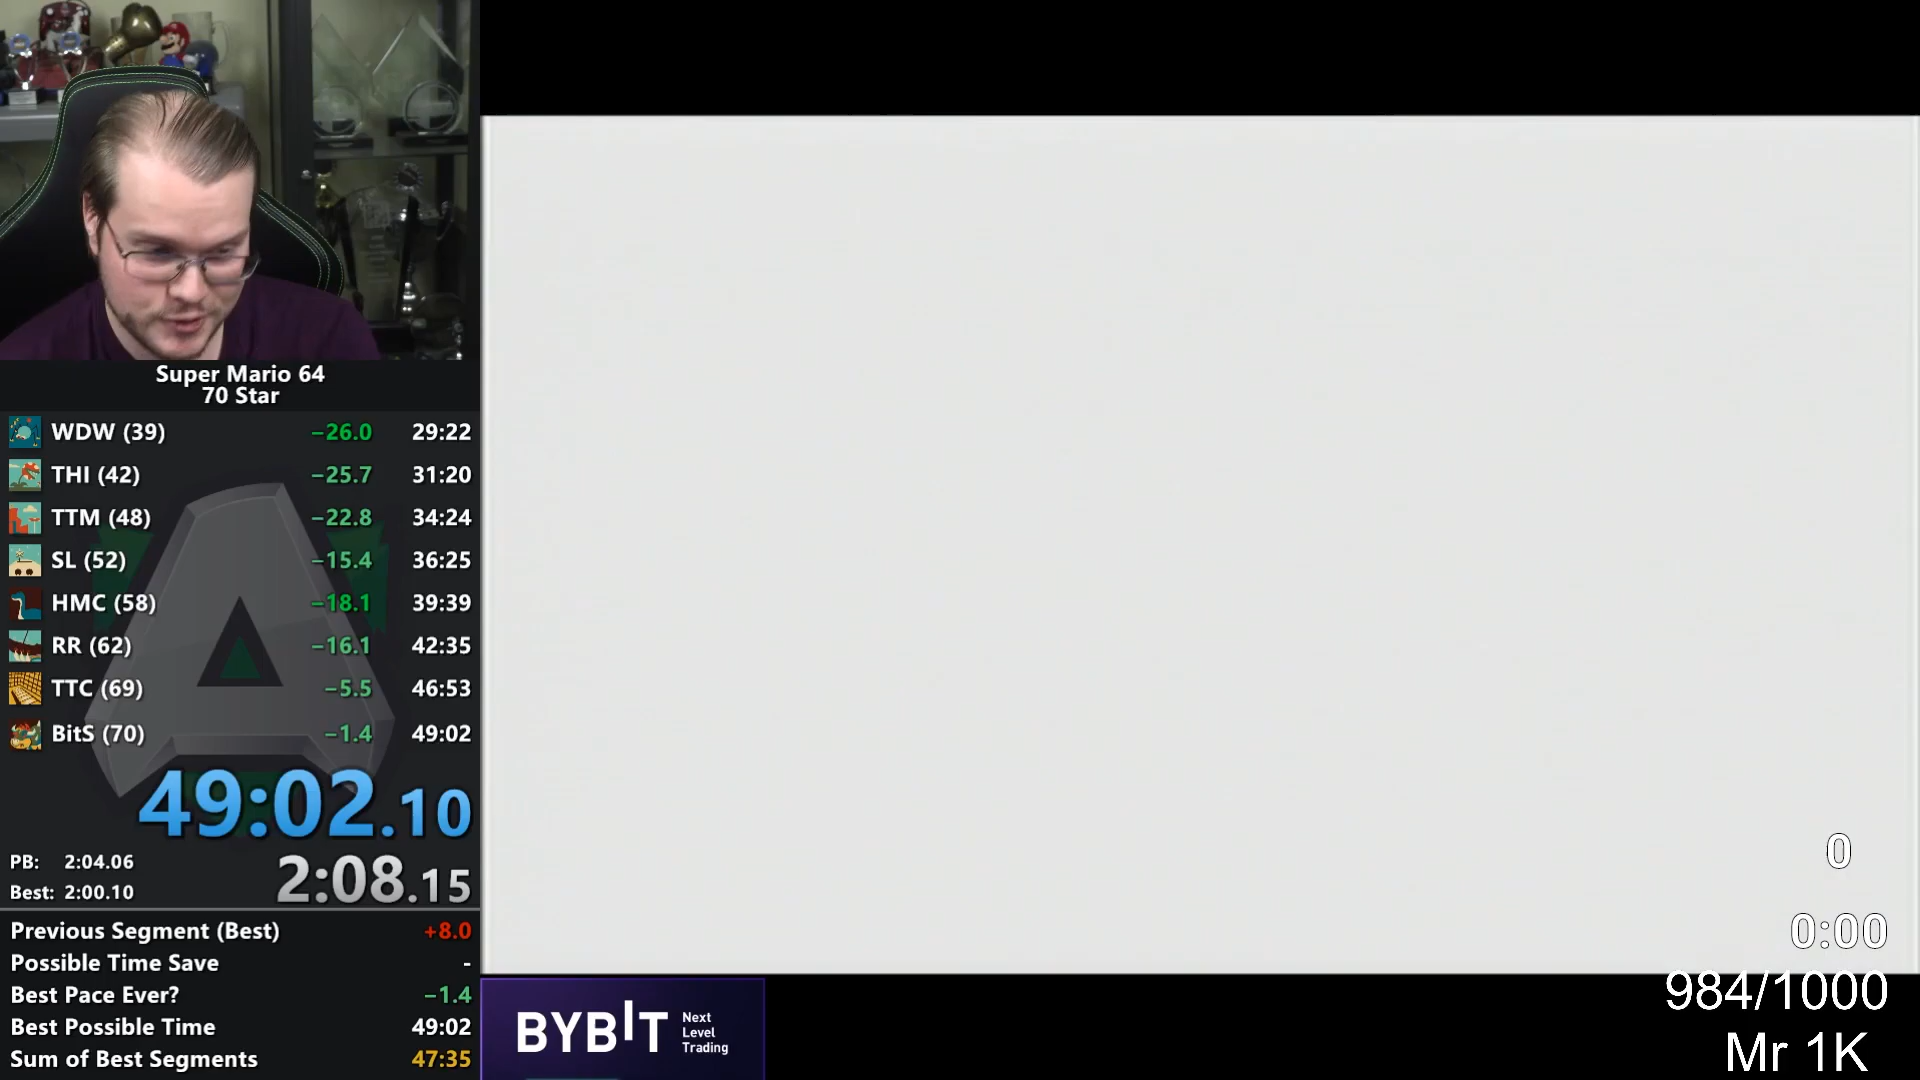 Super Mario 64
70 Star
WDW (39) −26.0 29:22
THI (42) −25.7 31:20
TTM (48) −22.8 34:24
SL (52) −15.4 36:25
HMC (58) −18.1 39:39
RR (62) −16.1 42:35
TTC (69) −5.5 46:53
BitS (70) −1.4 49:02
49:02.10
PB: 2:04.06
Best: 2:00.10
2:08.15
Previous Segment (Best) +8.0
Possible Time Save -
Best Pace Ever? −1.4
Best Possible Time 49:02
Sum of Best Segments 47:35
BYBIT
Next
Level
Trading
0
0:00
984/1000
Mr 1K